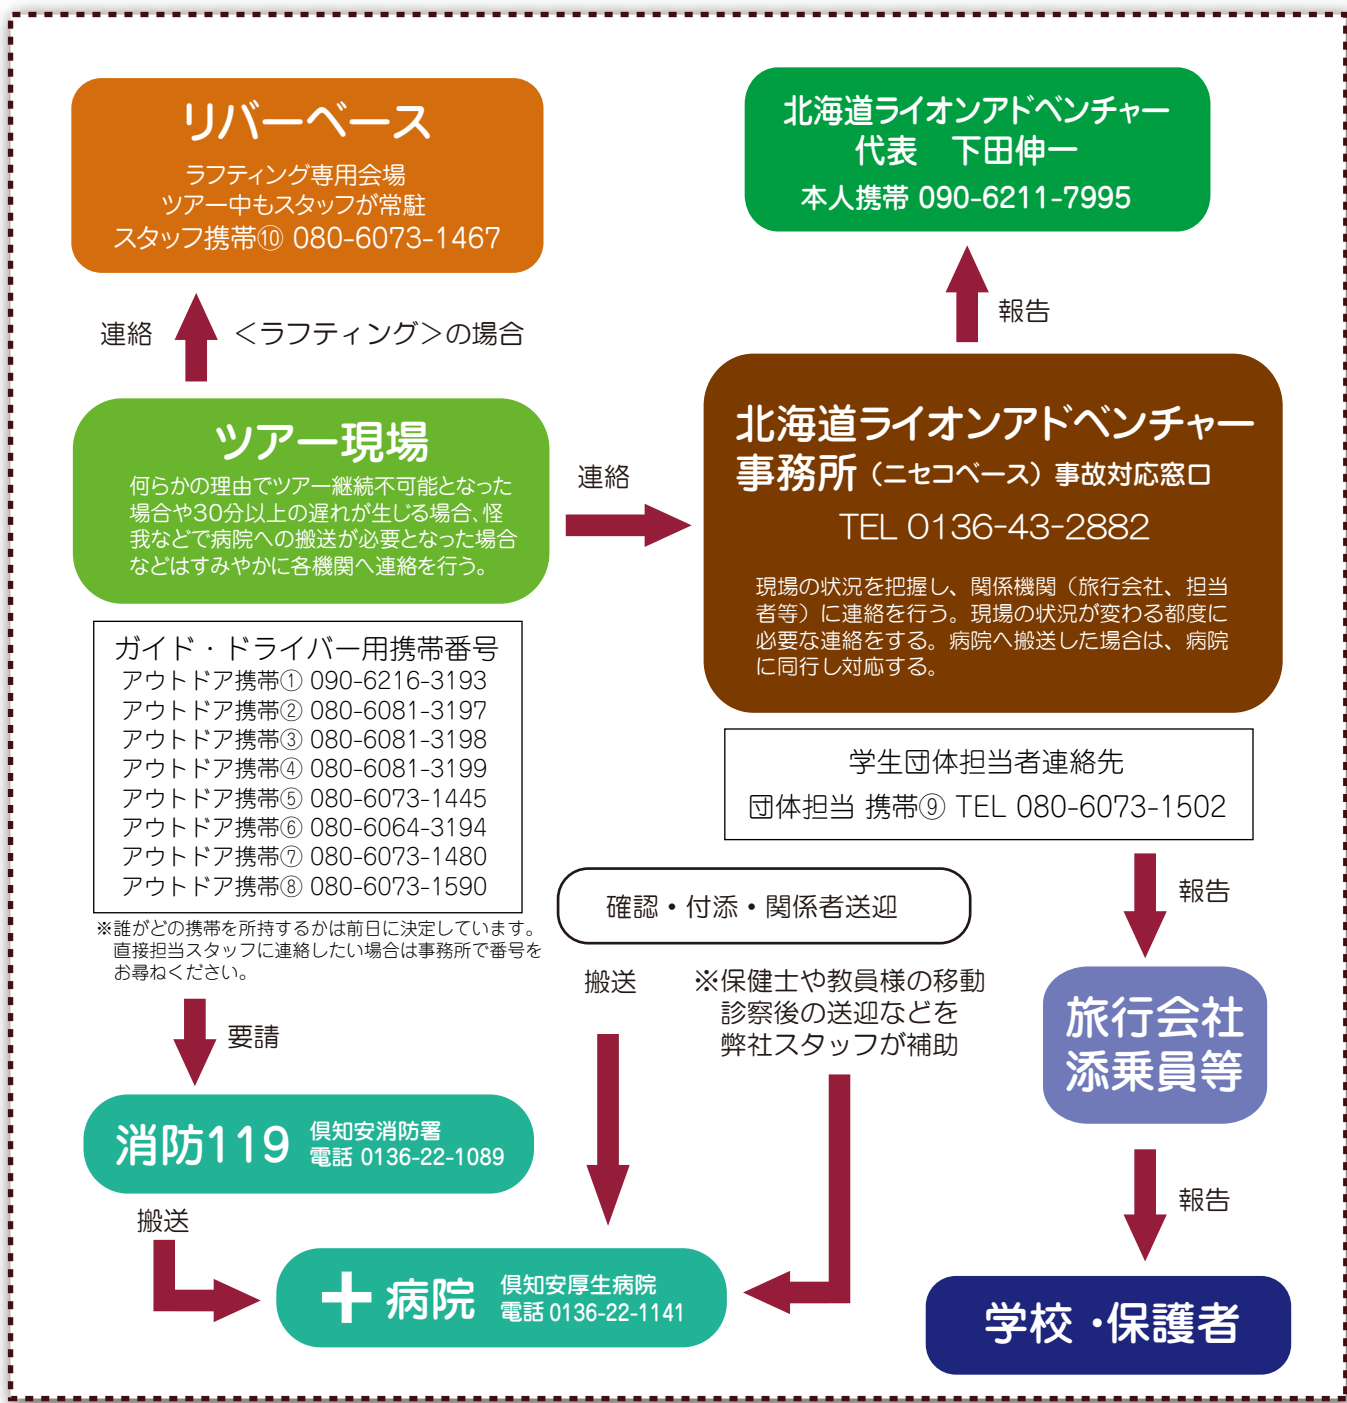 リバーベース
ラフティング専用会場
ツアー中もスタッフが常駐
スタッフ携帯⑩ 080-6073-1467
北海道ライオンアドベンチャー
代表　下田伸一
本人携帯 090-6211-7995
連絡
＜ラフティング＞の場合
報告
ツアー現場
何らかの理由でツアー継続不可能となった
場合や30分以上の遅れが生じる場合、怪
我などで病院への搬送が必要となった場合
などはすみやかに各機関へ連絡を行う。
連絡
北海道ライオンアドベンチャー
事務所（ニセコベース）事故対応窓口
TEL 0136-43-2882
現場の状況を把握し、関係機関（旅行会社、担当
者等）に連絡を行う。現場の状況が変わる都度に
必要な連絡をする。病院へ搬送した場合は、病院
に同行し対応する。
ガイド・ドライバー用携帯番号
アウトドア携帯① 090-6216-3193
アウトドア携帯② 080-6081-3197
アウトドア携帯③ 080-6081-3198
アウトドア携帯④ 080-6081-3199
アウトドア携帯⑤ 080-6073-1445
アウトドア携帯⑥ 080-6064-3194
アウトドア携帯⑦ 080-6073-1480
アウトドア携帯⑧ 080-6073-1590
※誰がどの携帯を所持するかは前日に決定しています。
直接担当スタッフに連絡したい場合は事務所で番号を
お尋ねください。
学生団体担当者連絡先
団体担当 携帯⑨ TEL 080-6073-1502
確認・付添・関係者送迎
報告
搬送
※保健士や教員様の移動
診察後の送迎などを
弊社スタッフが補助
旅行会社
添乗員等
要請
消防119
倶知安消防署
電話 0136-22-1089
搬送
報告
病院
倶知安厚生病院
電話 0136-22-1141
学校・保護者